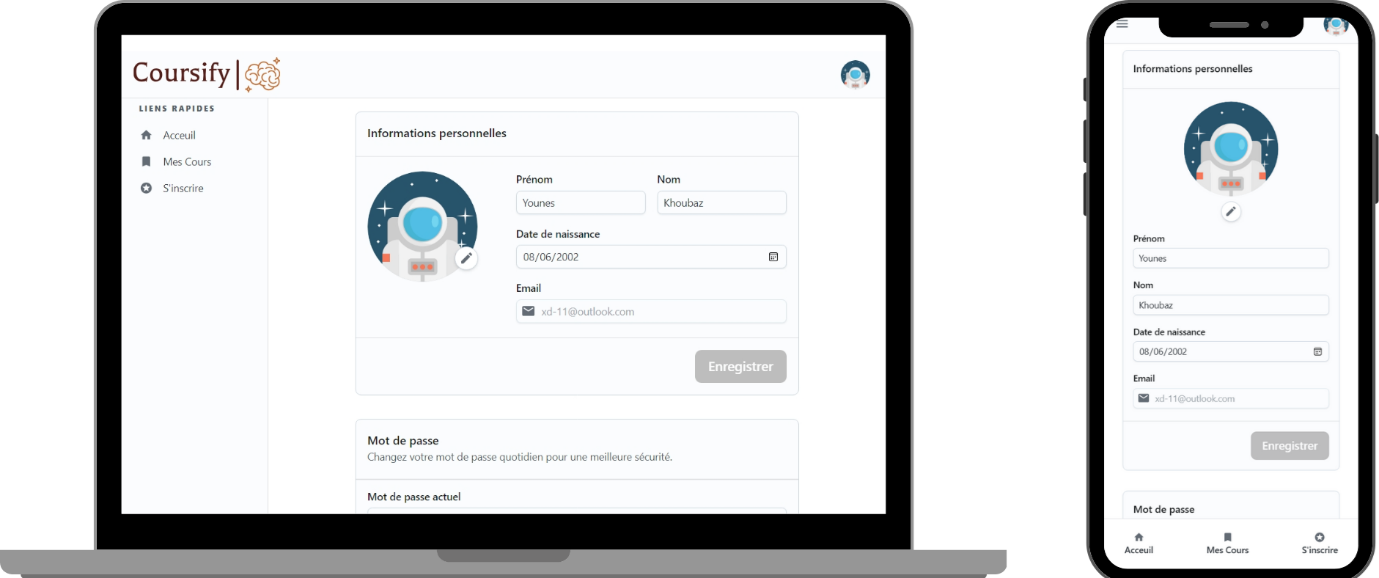 Coursify
LIENS RAPIDES
Acceuil
Mes Cours
S'inscrire
Informations personnelles
Prénom Nom
Younes Khoubaz
Date de naissance
08/06/2002
Email
xd-11@outlook.com
Enregistrer
Mot de passe
Changez votre mot de passe quotidien pour une meilleure sécurité.
Mot de passe actuel
Informations personnelles
Prénom
Younes
Nom
Khoubaz
Date de naissance
08/06/2002
Email
xd-11@outlook.com
Enregistrer
Mot de passe
Acceuil Mes Cours S'inscrire